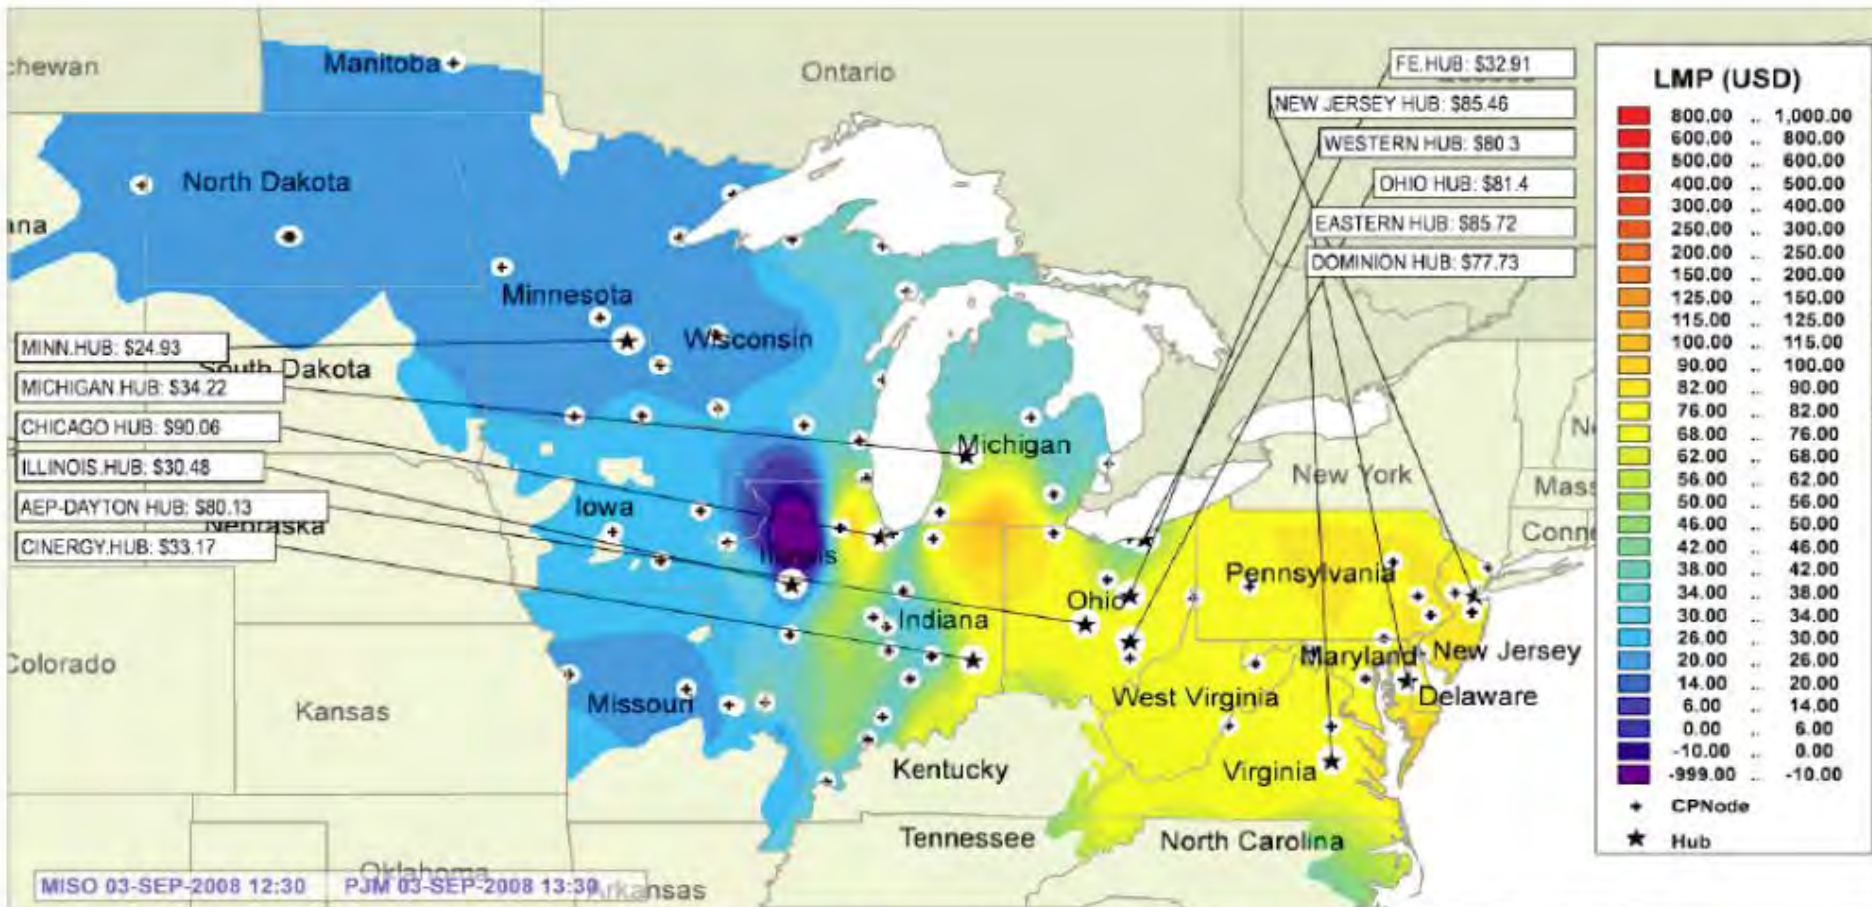 chewan
Manitoba
Ontario
FE.HUB: $32.91
NEW JERSEY HUB: $85.46
WESTERN HUB: $80.3
OHIO HUB: $81.4
EASTERN HUB: $85.72
DOMINION HUB: $77.73
North Dakota
ana
Minnesota
Wisconsin
MINN.HUB: $24.93
South Dakota
MICHIGAN.HUB: $34.22
CHICAGO HUB: $90.06
ILLINOIS.HUB: $30.48
AEP-DAYTON HUB: $80.13
Nebraska
CINERGY.HUB: $33.17
Michigan
New York
Ne
Mass
Conne
Iowa
Illinois
Indiana
Ohio
Pennsylvania
Colorado
Kansas
Missouri
Maryland
New Jersey
West Virginia
Delaware
Kentucky
Virginia
Tennessee
North Carolina
Oklahoma
Arkansas
MISO 03-SEP-2008 12:30 PJM 03-SEP-2008 13:30
LMP (USD)
800.00 .. 1,000.00
600.00 .. 800.00
500.00 .. 600.00
400.00 .. 500.00
300.00 .. 400.00
250.00 .. 300.00
200.00 .. 250.00
150.00 .. 200.00
125.00 .. 150.00
115.00 .. 125.00
100.00 .. 115.00
90.00 .. 100.00
82.00 .. 90.00
76.00 .. 82.00
68.00 .. 76.00
62.00 .. 68.00
56.00 .. 62.00
50.00 .. 56.00
46.00 .. 50.00
42.00 .. 46.00
38.00 .. 42.00
34.00 .. 38.00
30.00 .. 34.00
26.00 .. 30.00
20.00 .. 26.00
14.00 .. 20.00
6.00 .. 14.00
0.00 .. 6.00
-10.00 .. 0.00
-999.00 .. -10.00
CPNode
Hub